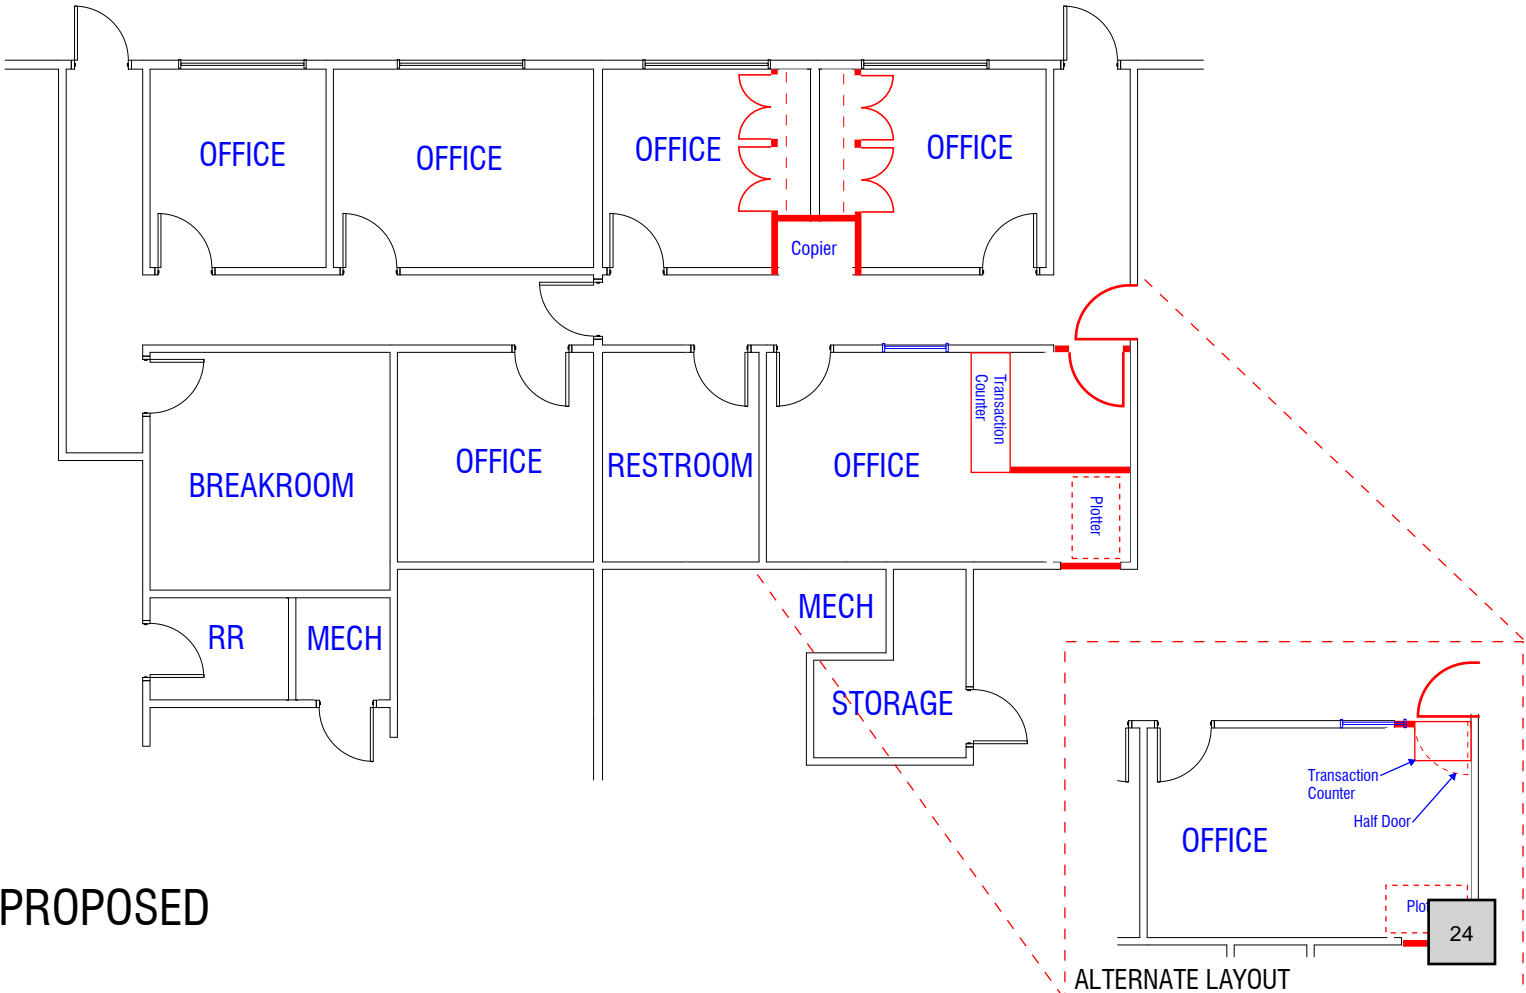 OFFICE
OFFICE
OFFICE
OFFICE
Copier
Transaction
Counter
BREAKROOM
OFFICE
RESTROOM
OFFICE
Plotter
RR
MECH
MECH
STORAGE
Transaction
Counter
Half Door
OFFICE
Plo
24
PROPOSED
ALTERNATE LAYOUT